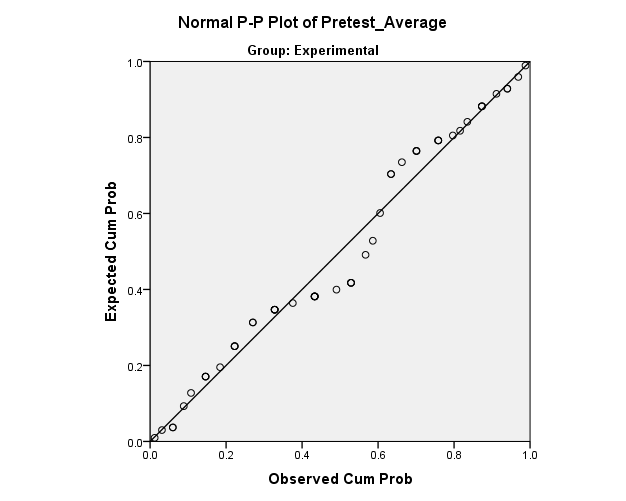 Normal P-P Plot of Pretest_Average
Group: Experimental
Expected Cum Prob
1.0
0.8
0.6
0.4
0.2
0.0
0.0 0.2 0.4 0.6 0.8 1.0
Observed Cum Prob